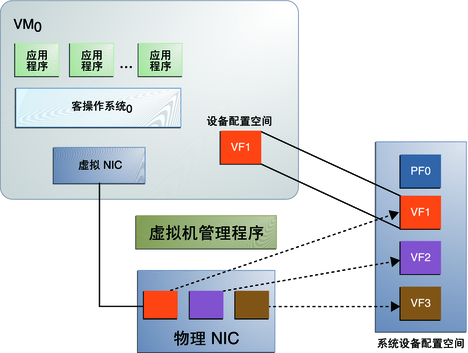 VM0
应用
程序
应用
程序
...
应用
程序
客操作系统0
设备配置空间
VF1
虚拟 NIC
PF0
VF1
虚拟机管理程序
VF2
VF3
物理 NIC
系统设备配置空间